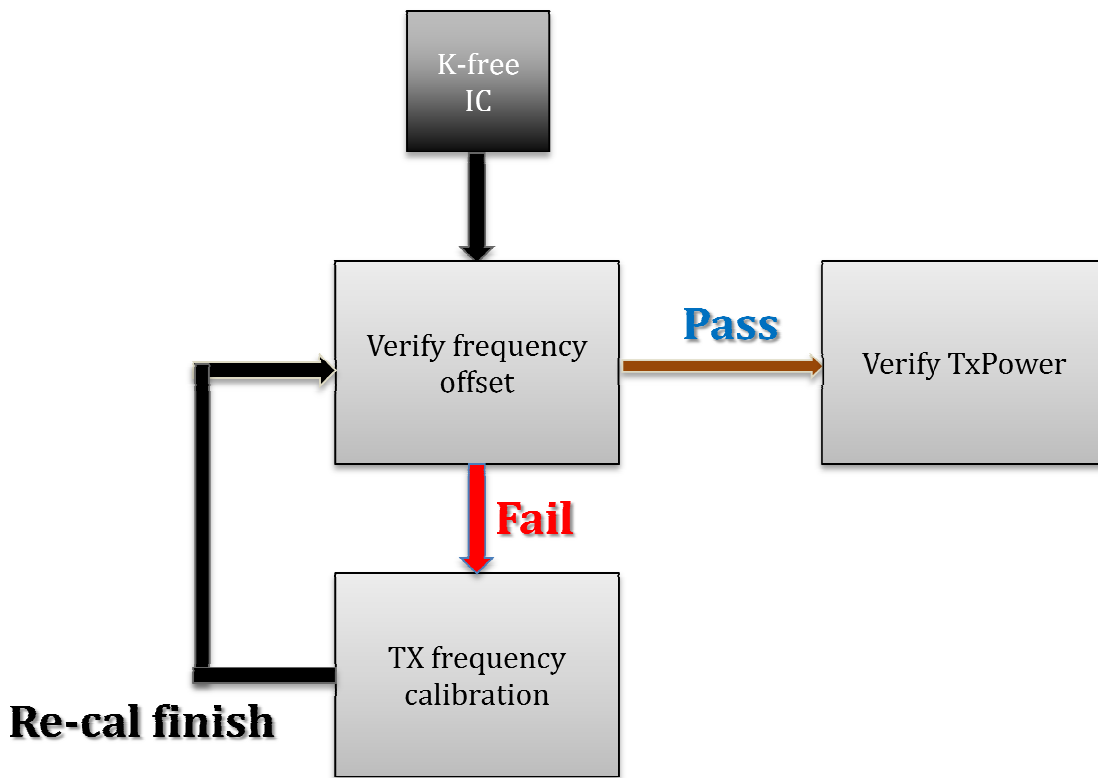 K-free
IC
Verify frequency
offset
Pass
Verify TxPower
Fail
TX frequency
calibration
Re-cal finish